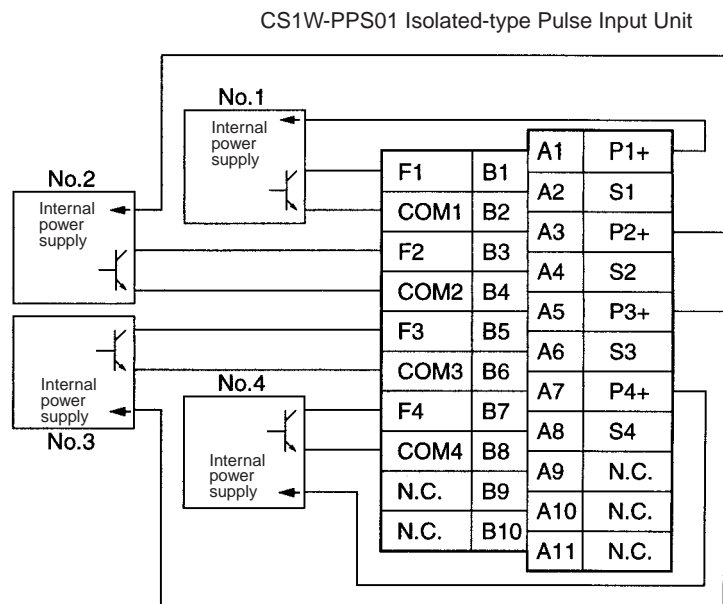 CS1W-PPS01 Isolated-type Pulse Input Unit
No.1
Internal
power
supply
No.2
Internal
power
supply
Internal
power
supply
No.3
No.4
Internal
power
supply
F1 B1
COM1 B2
F2 B3
COM2 B4
F3 B5
COM3 B6
F4 B7
COM4 B8
N.C. B9
N.C. B10
A1 P1+
A2 S1
A3 P2+
A4 S2
A5 P3+
A6 S3
A7 P4+
A8 S4
A9 N.C.
A10 N.C.
A11 N.C.